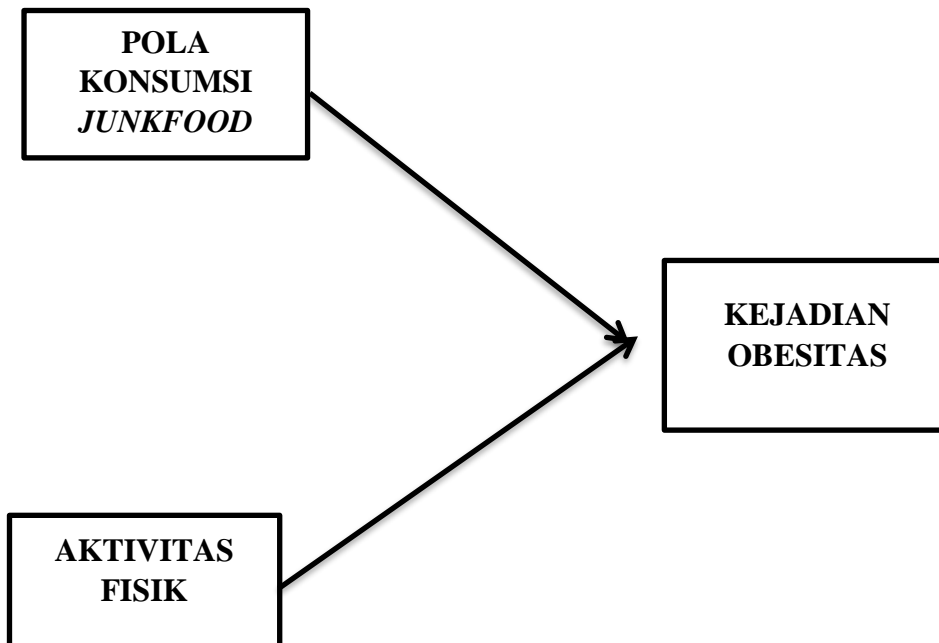 POLA
KONSUMSI
JUNKFOOD
KEJADIAN
OBESITAS
AKTIVITAS
FISIK